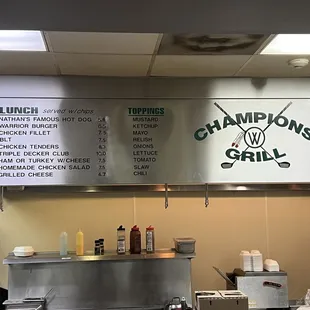 LUNCH served w/chips
NATHAN'S FAMOUS HOT DOG
WARRIOR BURGER
CHICKEN FILLET
BLT
CHICKEN TENDERS
TRIPLE DECKER CLUB
HAM OR TURKEY W/CHEESE
HOMEMADE CHICKEN SALAD
GRILLED CHEESE
TOPPINGS
MUSTARD
KETCHUP
MAYO
RELISH
ONIONS
LETTUCE
TOMATO
SLAW
CHILI
CHAMPIONS
W
GRILL